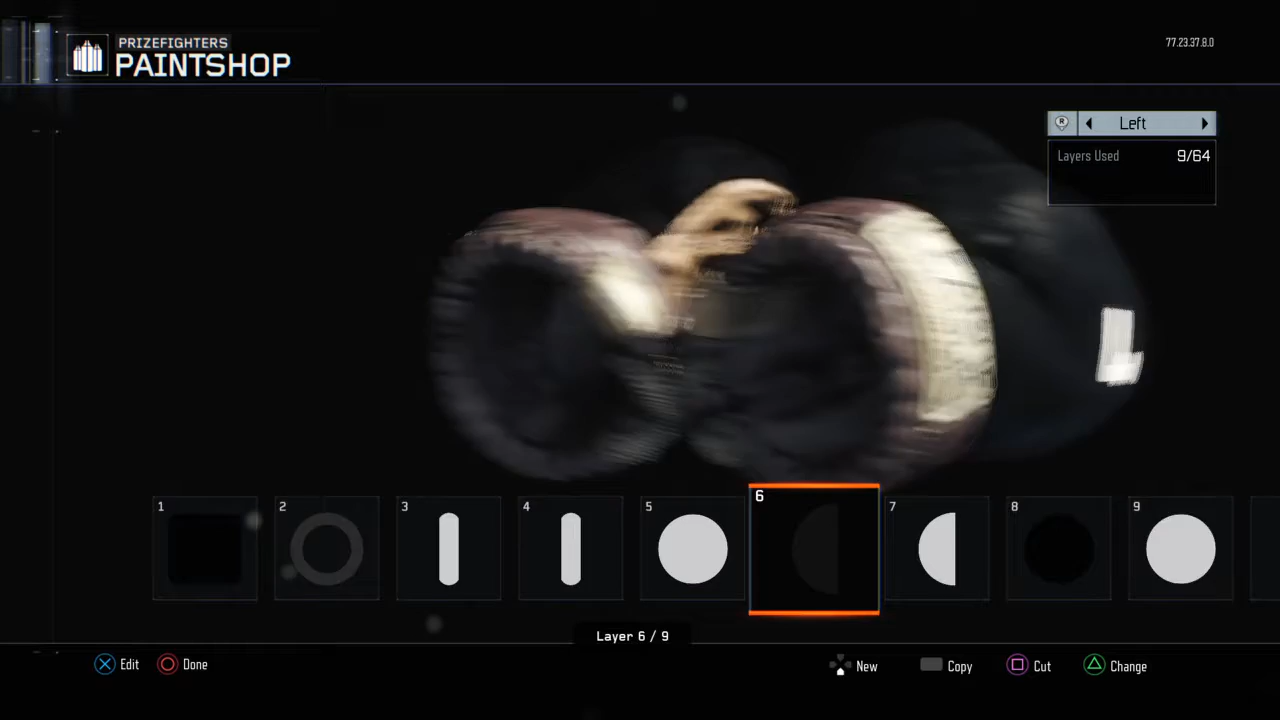 PRIZEFIGHTERS
PAINTSHOP
77.23.37.8.0
R
Left
Layers Used 9/64
1 2 3 4 5 6 7 8 9
Layer 6 / 9
Edit Done New Copy Cut Change